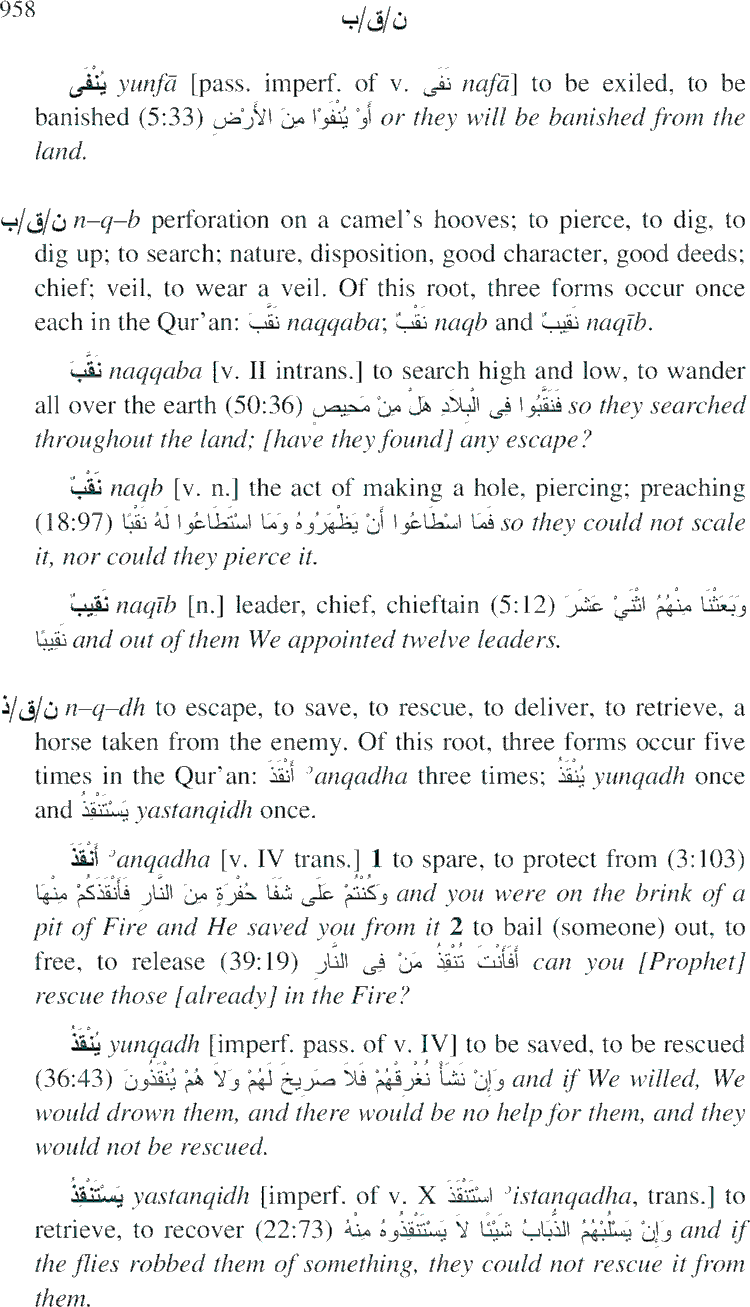 958
ن/ق/ب
يُنْفَى yunfā [pass. imperf. of v. نَفَى nafā] to be exiled, to be
banished (5:33) أَوْ يُنْفَوْا مِنَ الأَرْضِ or they will be banished from the
land.
ن/ق/ب n–q–b perforation on a camel's hooves; to pierce, to dig, to
dig up; to search; nature, disposition, good character, good deeds;
chief; veil, to wear a veil. Of this root, three forms occur once
each in the Qur'an: نَقَّبَ naqqaba; نَقْبٌ naqb and نَقِيبٌ naqīb.
نَقَّبَ naqqaba [v. II intrans.] to search high and low, to wander
all over the earth (50:36) فَنَقَّبُوا فِى الْبِلاَدِ هَلْ مِنْ مَحِيصٍ so they searched
throughout the land; [have they found] any escape?
نَقْبٌ naqb [v. n.] the act of making a hole, piercing; preaching
(18:97) فَمَا اسْطَاعُوا أَنْ يَظْهَرُوهُ وَمَا اسْتَطَاعُوا لَهُ نَقْبًا so they could not scale
it, nor could they pierce it.
نَقِيبٌ naqīb [n.] leader, chief, chieftain (5:12) وَبَعَثْنَا مِنْهُمُ اثْنَيْ عَشَرَ
نَقِيبًا and out of them We appointed twelve leaders.
ن/ق/ذ n–q–dh to escape, to save, to rescue, to deliver, to retrieve, a
horse taken from the enemy. Of this root, three forms occur five
times in the Qur'an: أَنْقَذَ ʾanqadha three times; يُنْقَذُ yunqadh once
and يَسْتَنْقِذُ yastanqidh once.
أَنْقَذَ ʾanqadha [v. IV trans.] 1 to spare, to protect from (3:103)
وَكُنْتُمْ عَلَى شَفَا حُفْرَةٍ مِنَ النَّارِ فَأَنْقَذَكُمْ مِنْهَا and you were on the brink of a
pit of Fire and He saved you from it 2 to bail (someone) out, to
free, to release (39:19) أَفَأَنْتَ تُنْقِذُ مَنْ فِى النَّارِ can you [Prophet]
rescue those [already] in the Fire?
يُنْقَذُ yunqadh [imperf. pass. of v. IV] to be saved, to be rescued
(36:43) وَإِنْ نَشَأْ نُغْرِقْهُمْ فَلاَ صَرِيخَ لَهُمْ وَلاَ هُمْ يُنْقَذُونَ and if We willed, We
would drown them, and there would be no help for them, and they
would not be rescued.
يَسْتَنْقِذُ yastanqidh [imperf. of v. X اسْتَنْقَذَ ʾistanqadha, trans.] to
retrieve, to recover (22:73) وَإِنْ يَسْلُبْهُمُ الذُّبَابُ شَيْئًا لاَ يَسْتَنْقِذُوهُ مِنْهُ and if
the flies robbed them of something, they could not rescue it from
them.